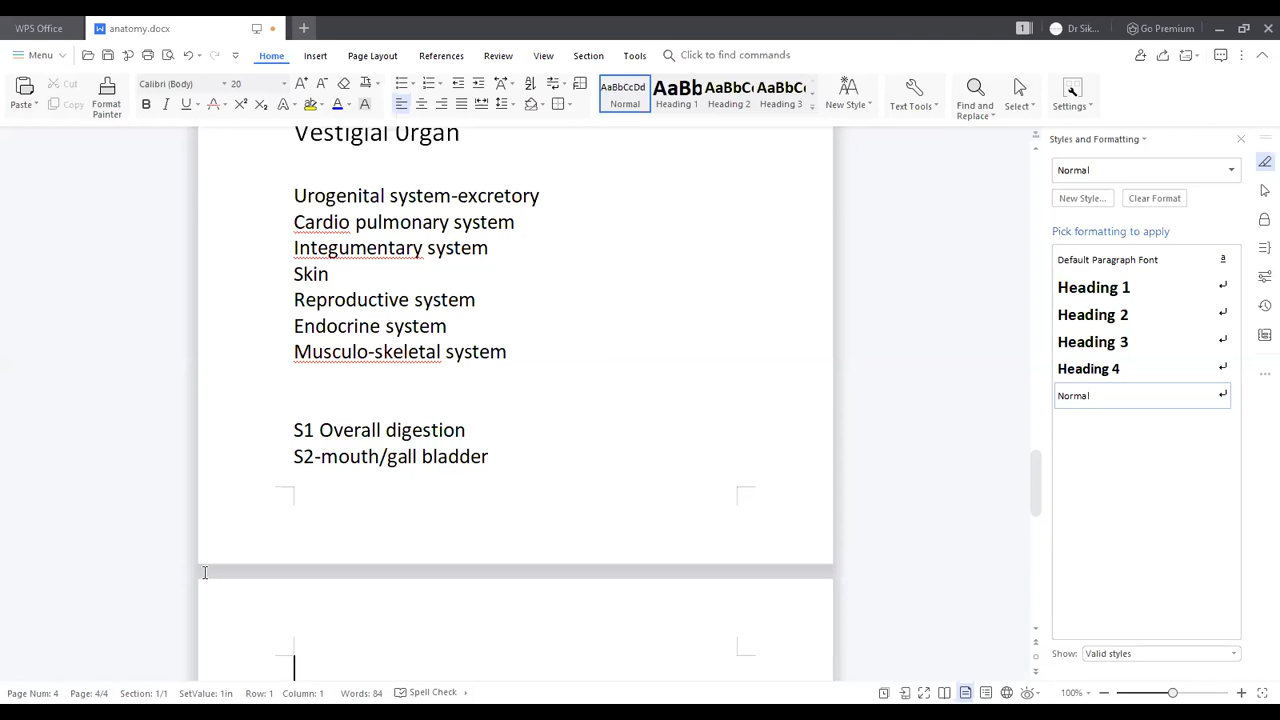 WPS Office
anatomy.docx
1
Dr Sik...
Go Premium
Menu
Home
Insert
Page Layout
References
Review
View
Section
Tools
Click to find commands
Paste
Cut
Copy
Format Painter
Calibri (Body)
20
AaBbCcDd
Normal
AaBb
Heading 1
AaBbC
Heading 2
AaBbC
Heading 3
New Style
Text Tools
Find and Replace
Select
Settings
Vestigial Organ
Urogenital system-excretory
Cardio pulmonary system
Integumentary system
Skin
Reproductive system
Endocrine system
Musculo-skeletal system
S1 Overall digestion
S2-mouth/gall bladder
Styles and Formatting
Normal
New Style...
Clear Format
Pick formatting to apply
Default Paragraph Font
a
Heading 1
Heading 2
Heading 3
Heading 4
Normal
Show:
Valid styles
Page Num: 4
Page: 4/4
Section: 1/1
SetValue: 1in
Row: 1
Column: 1
Words: 84
Spell Check
100%